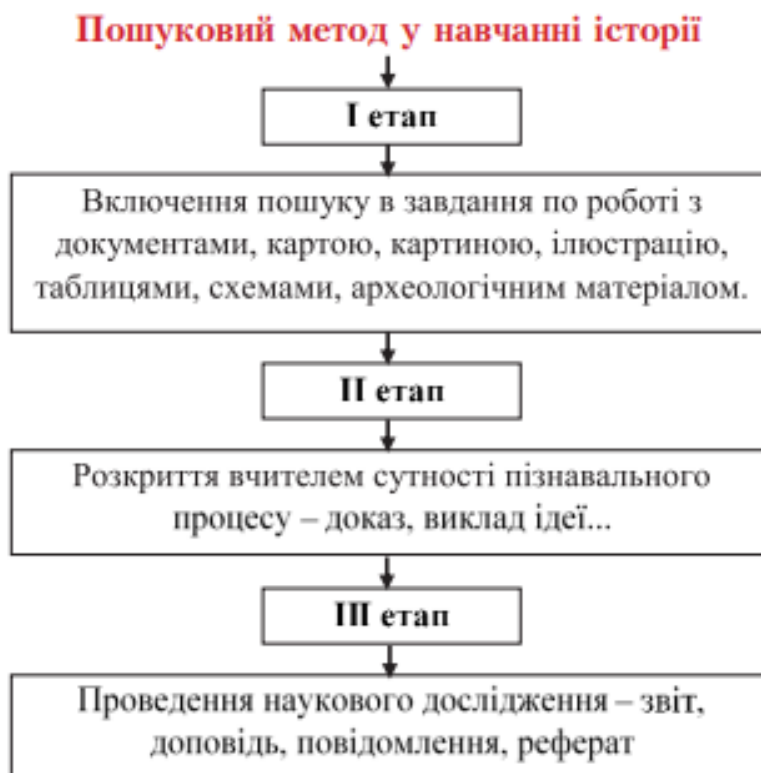 Пошуковий метод у навчанні історії
І етап
Включення пошуку в завдання по роботі з
документами, картою, картиною, ілюстрацію,
таблицями, схемами, археологічним матеріалом.
ІІ етап
Розкриття вчителем сутності пізнавального
процесу – доказ, виклад ідеї...
ІІІ етап
Проведення наукового дослідження – звіт,
доповідь, повідомлення, реферат